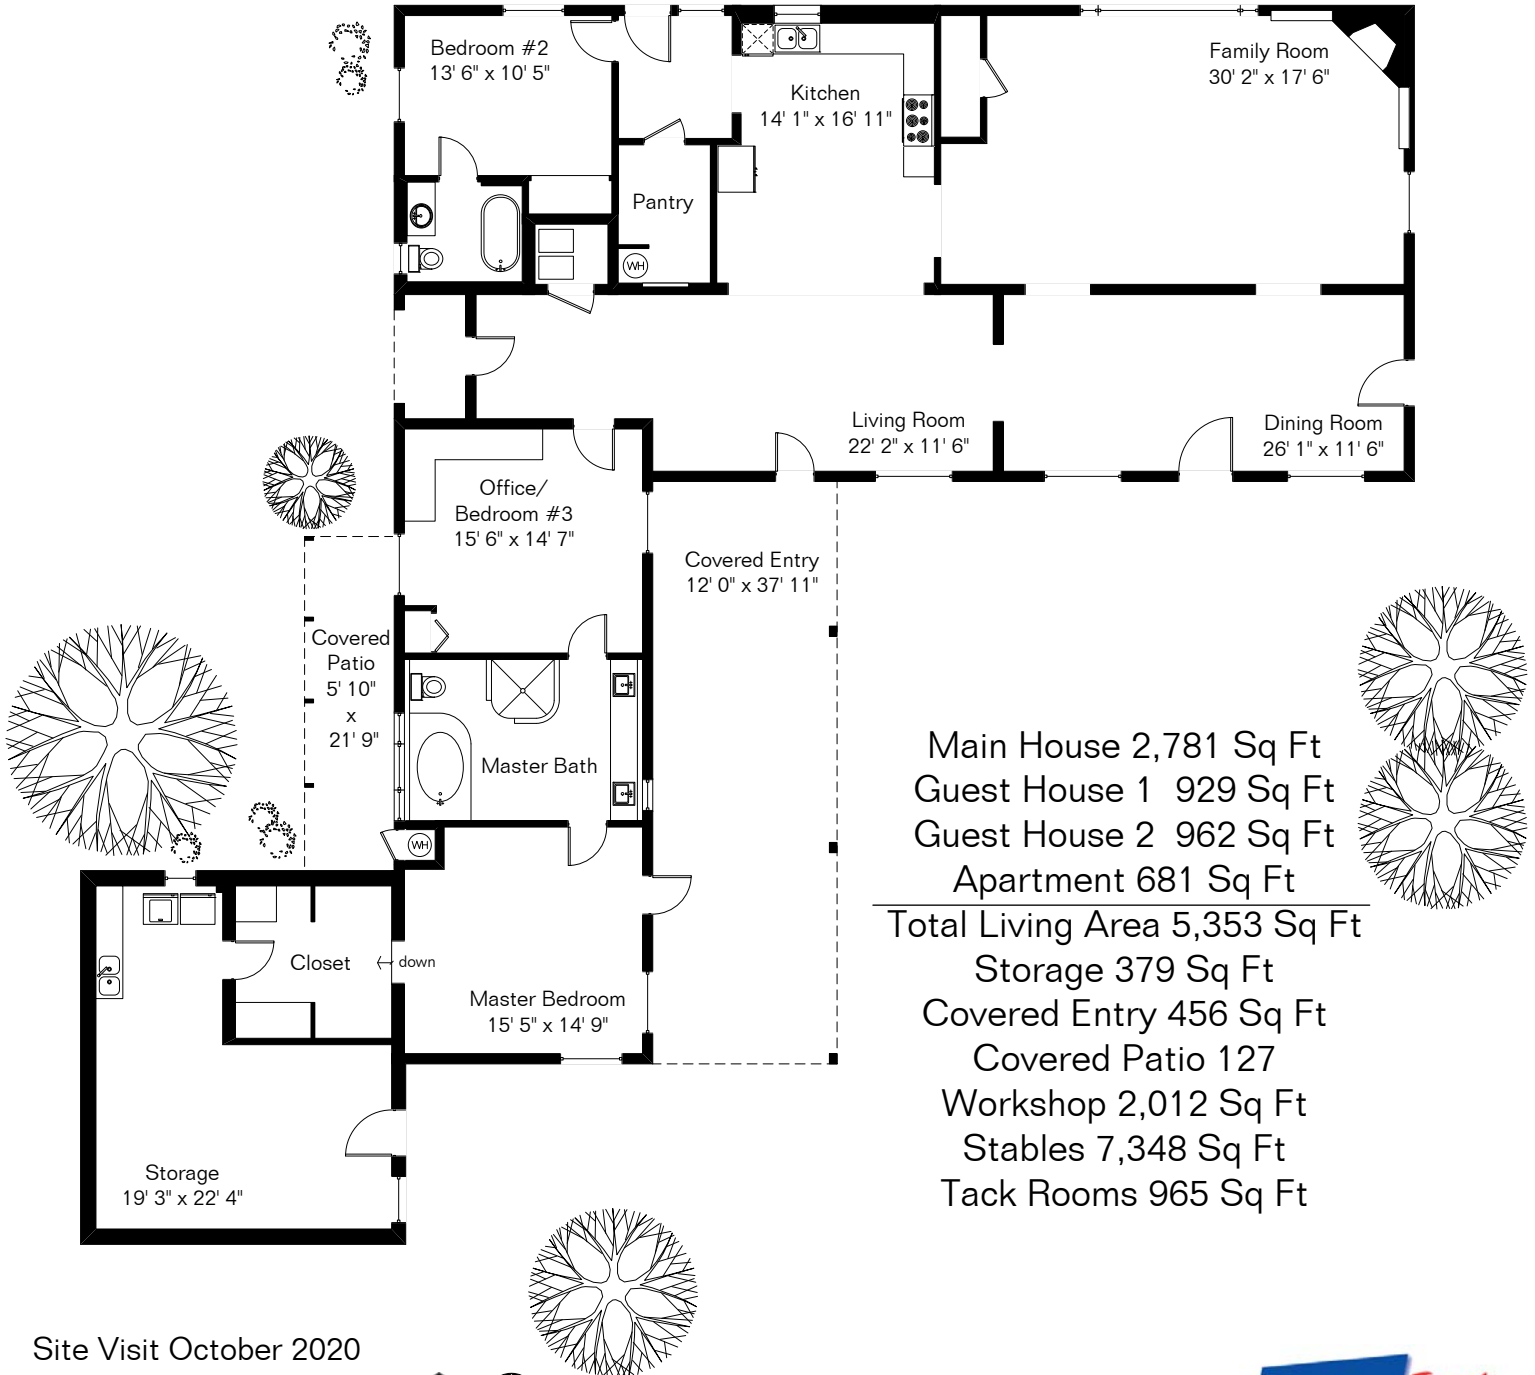 Bedroom #2
13' 6" x 10' 5"
Kitchen
14' 1" x 16' 11"
Family Room
30' 2" x 17' 6"
Pantry
WH
Living Room
22' 2" x 11' 6"
Dining Room
26' 1" x 11' 6"
Office/
Bedroom #3
15' 6" x 14' 7"
Covered Entry
12' 0" x 37' 11"
Covered
Patio
5' 10"
x
21' 9"
Master Bath
WH
Closet
down
Master Bedroom
15' 5" x 14' 9"
Storage
19' 3" x 22' 4"
Main House 2,781 Sq Ft
Guest House 1 929 Sq Ft
Guest House 2 962 Sq Ft
Apartment 681 Sq Ft
Total Living Area 5,353 Sq Ft
Storage 379 Sq Ft
Covered Entry 456 Sq Ft
Covered Patio 127
Workshop 2,012 Sq Ft
Stables 7,348 Sq Ft
Tack Rooms 965 Sq Ft
Site Visit October 2020